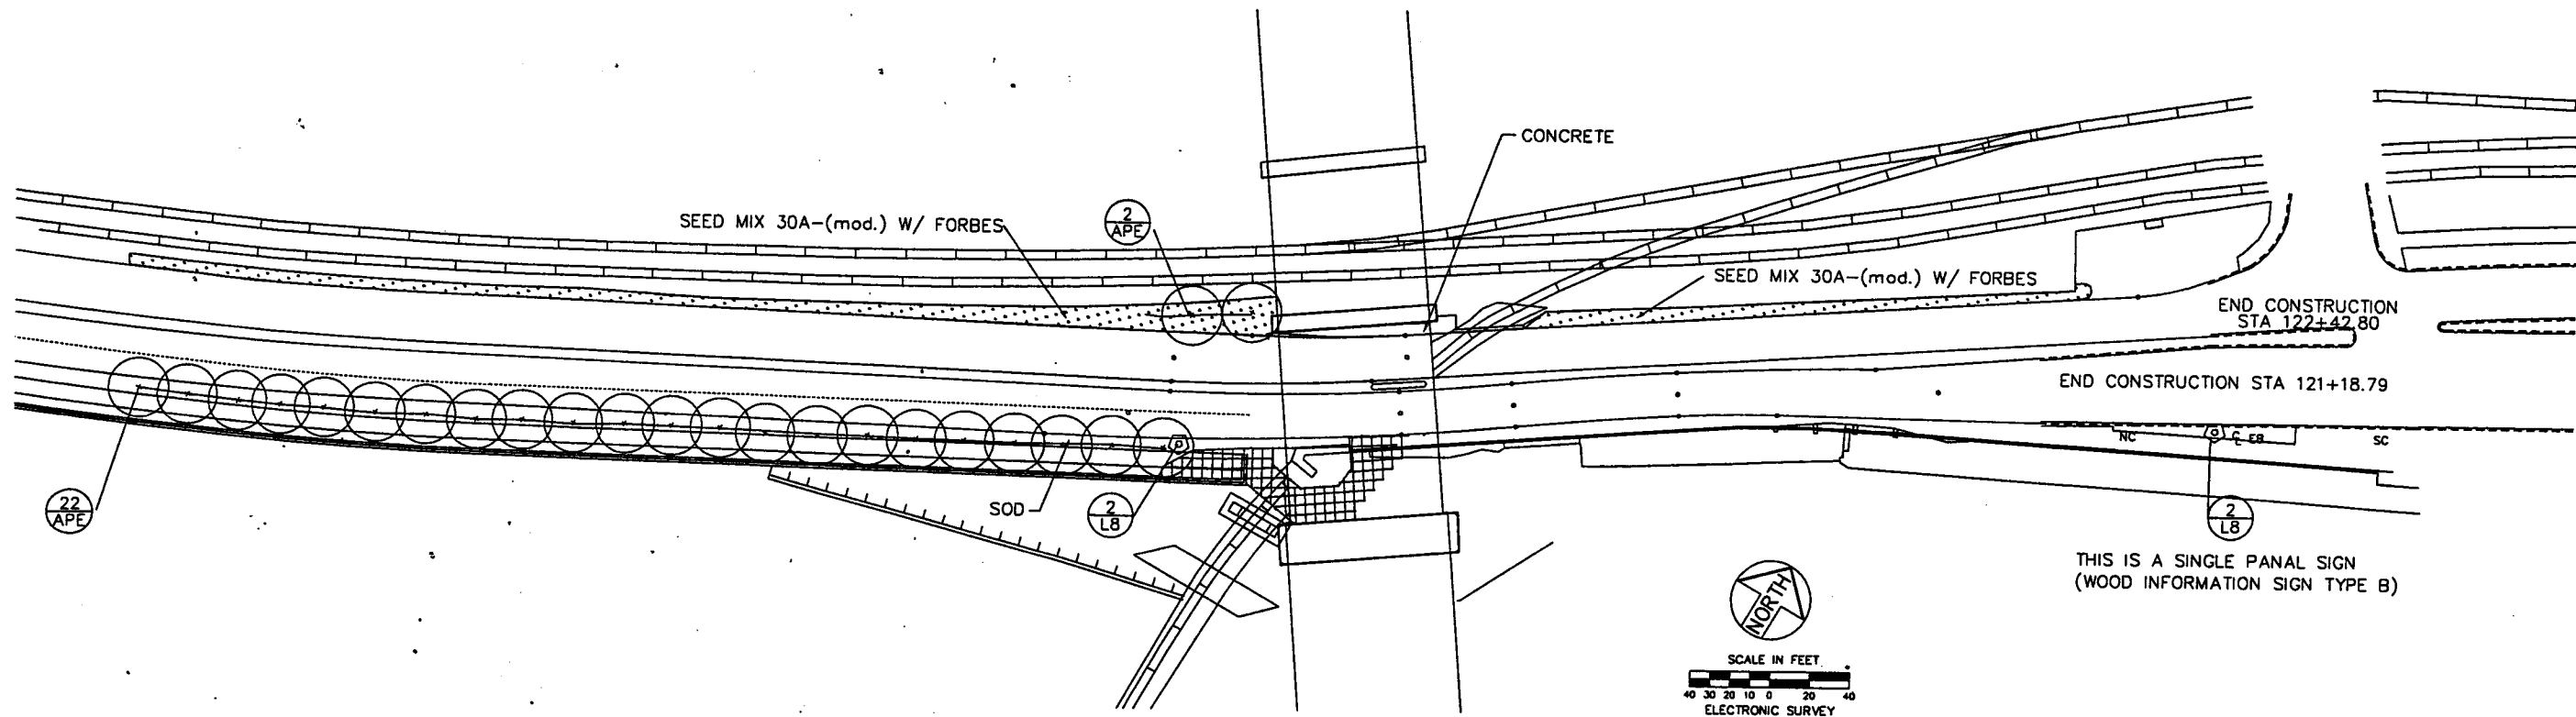 CONCRETE
SEED MIX 30A-(mod.) W/ FORBES
2
APE
SEED MIX 30A-(mod.) W/ FORBES
END CONSTRUCTION
STA 122+42.80
END CONSTRUCTION STA 121+18.79
NC
SC
22
APE
SOD
2
L8
2
L8
THIS IS A SINGLE PANAL SIGN
(WOOD INFORMATION SIGN TYPE B)
NORTH
SCALE IN FEET
40 30 20 10 0 20 40
ELECTRONIC SURVEY